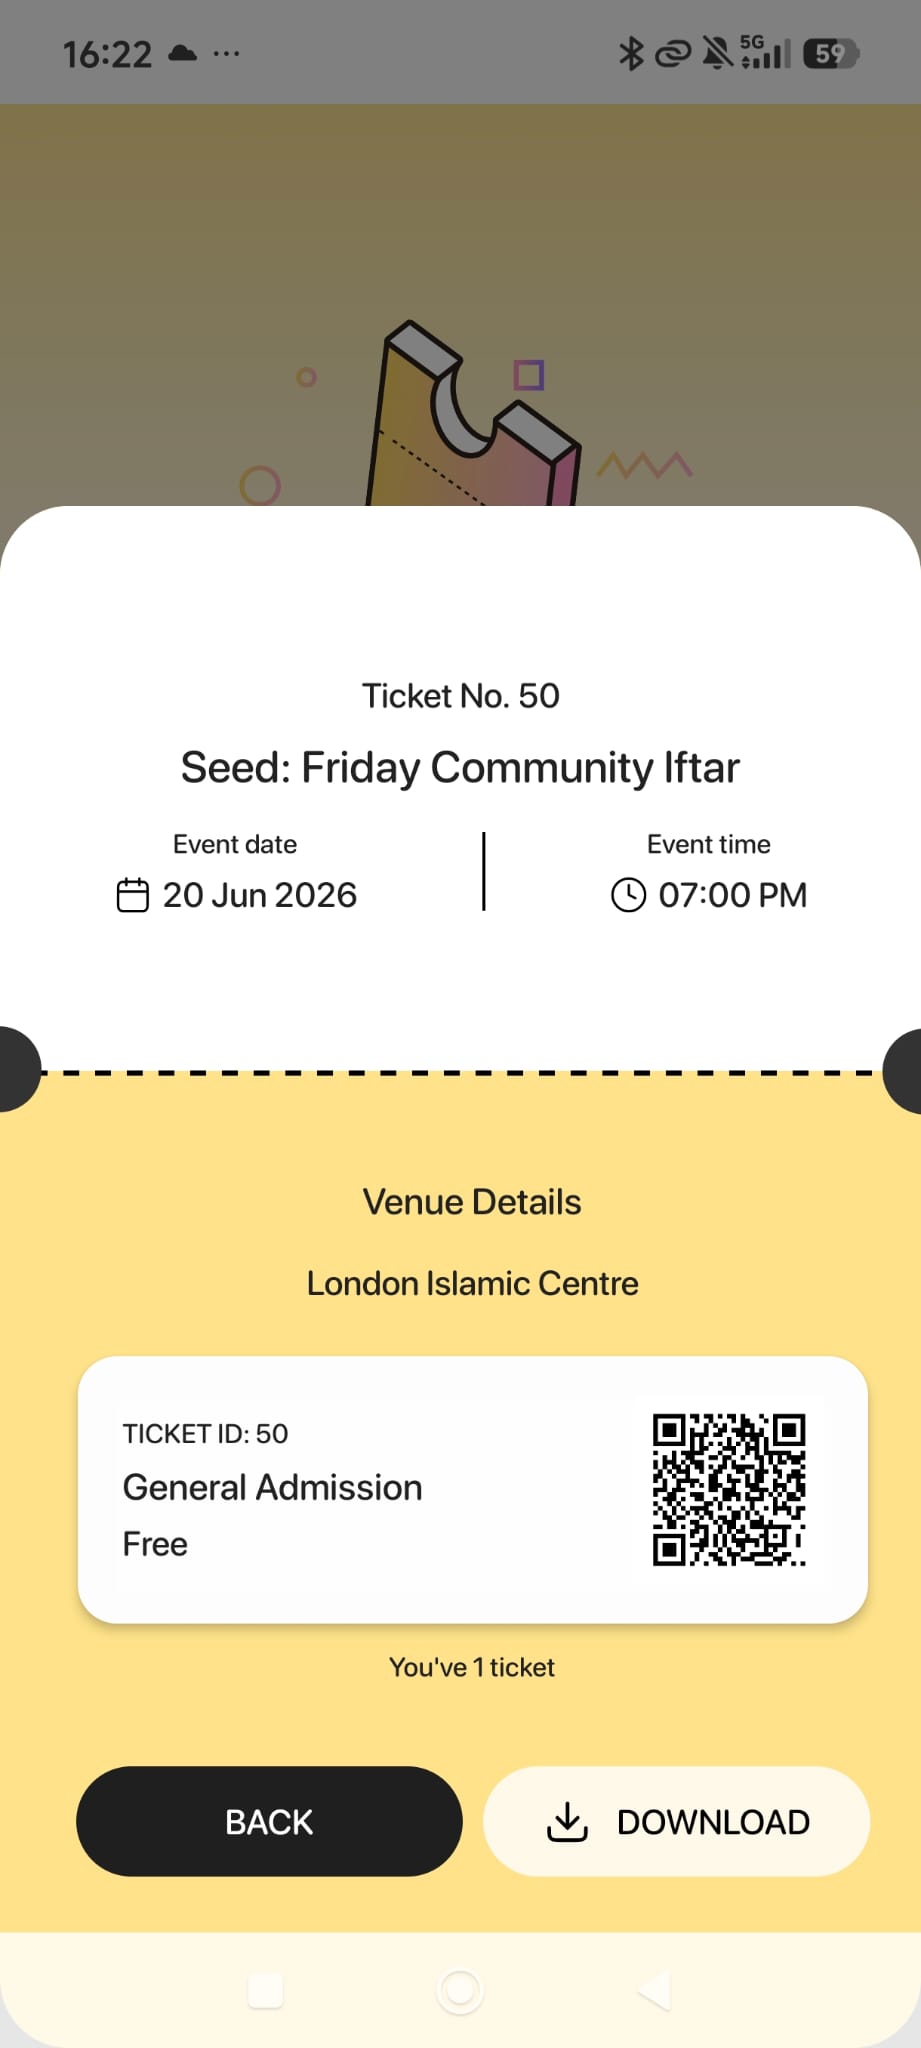 16:22
5G
59
Ticket No. 50
Seed: Friday Community Iftar
Event date
Event time
20 Jun 2026
07:00 PM
Venue Details
London Islamic Centre
TICKET ID: 50
General Admission
Free
You've 1 ticket
BACK
DOWNLOAD